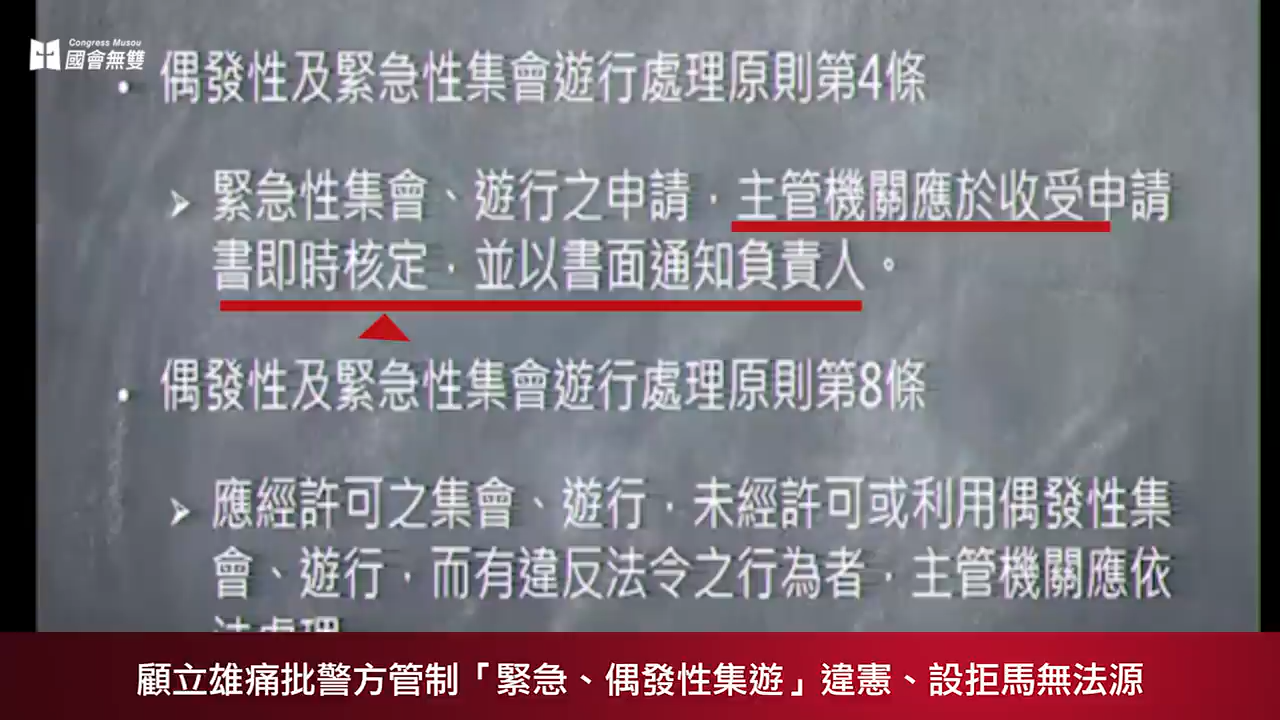 Congress Musou
國會無雙
• 偶發性及緊急性集會遊行處理原則第4條
➢ 緊急性集會、遊行之申請，主管機關應於收受申請
書即時核定，並以書面通知負責人。
• 偶發性及緊急性集會遊行處理原則第8條
➢ 應經許可之集會、遊行，未經許可或利用偶發性集
會、遊行，而有違反法令之行為者，主管機關應依
法處理
顧立雄痛批警方管制「緊急、偶發性集遊」違憲、設拒馬無法源